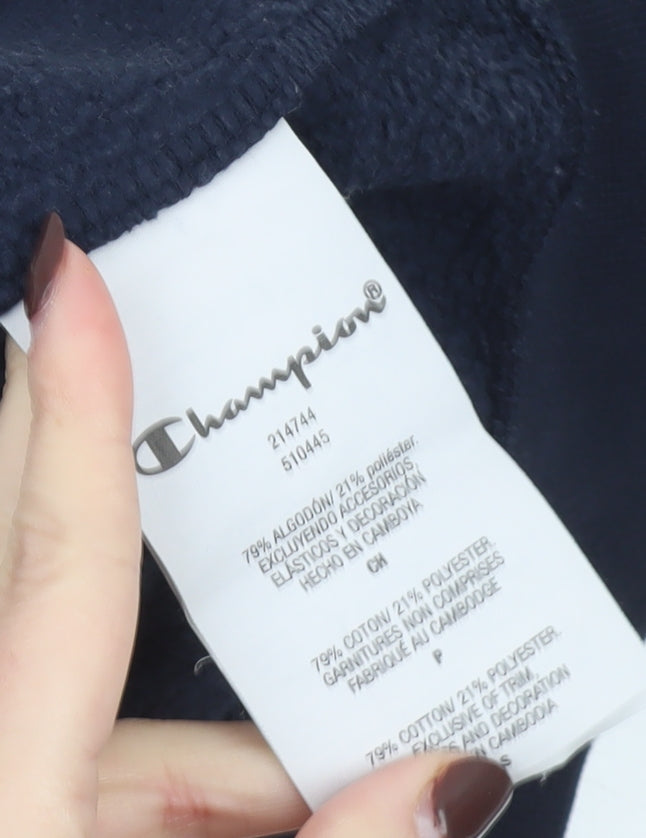 Champion®
214744
510445
79% ALGODÓN/ 21% poliéster.
EXCLUYENDO ACCESORIOS,
ELÁSTICOS Y DECORACIÓN
HECHO EN CAMBOYA
CH
79% COTON/ 21% POLYESTER.
GARNITURES NON COMPRISES
FABRIQUÉ AU CAMBODGE
P
79% COTTON/ 21% POLYESTER.
EXCLUSIVE OF TRIM,
AND DECORATION
N CAMBODIA
S